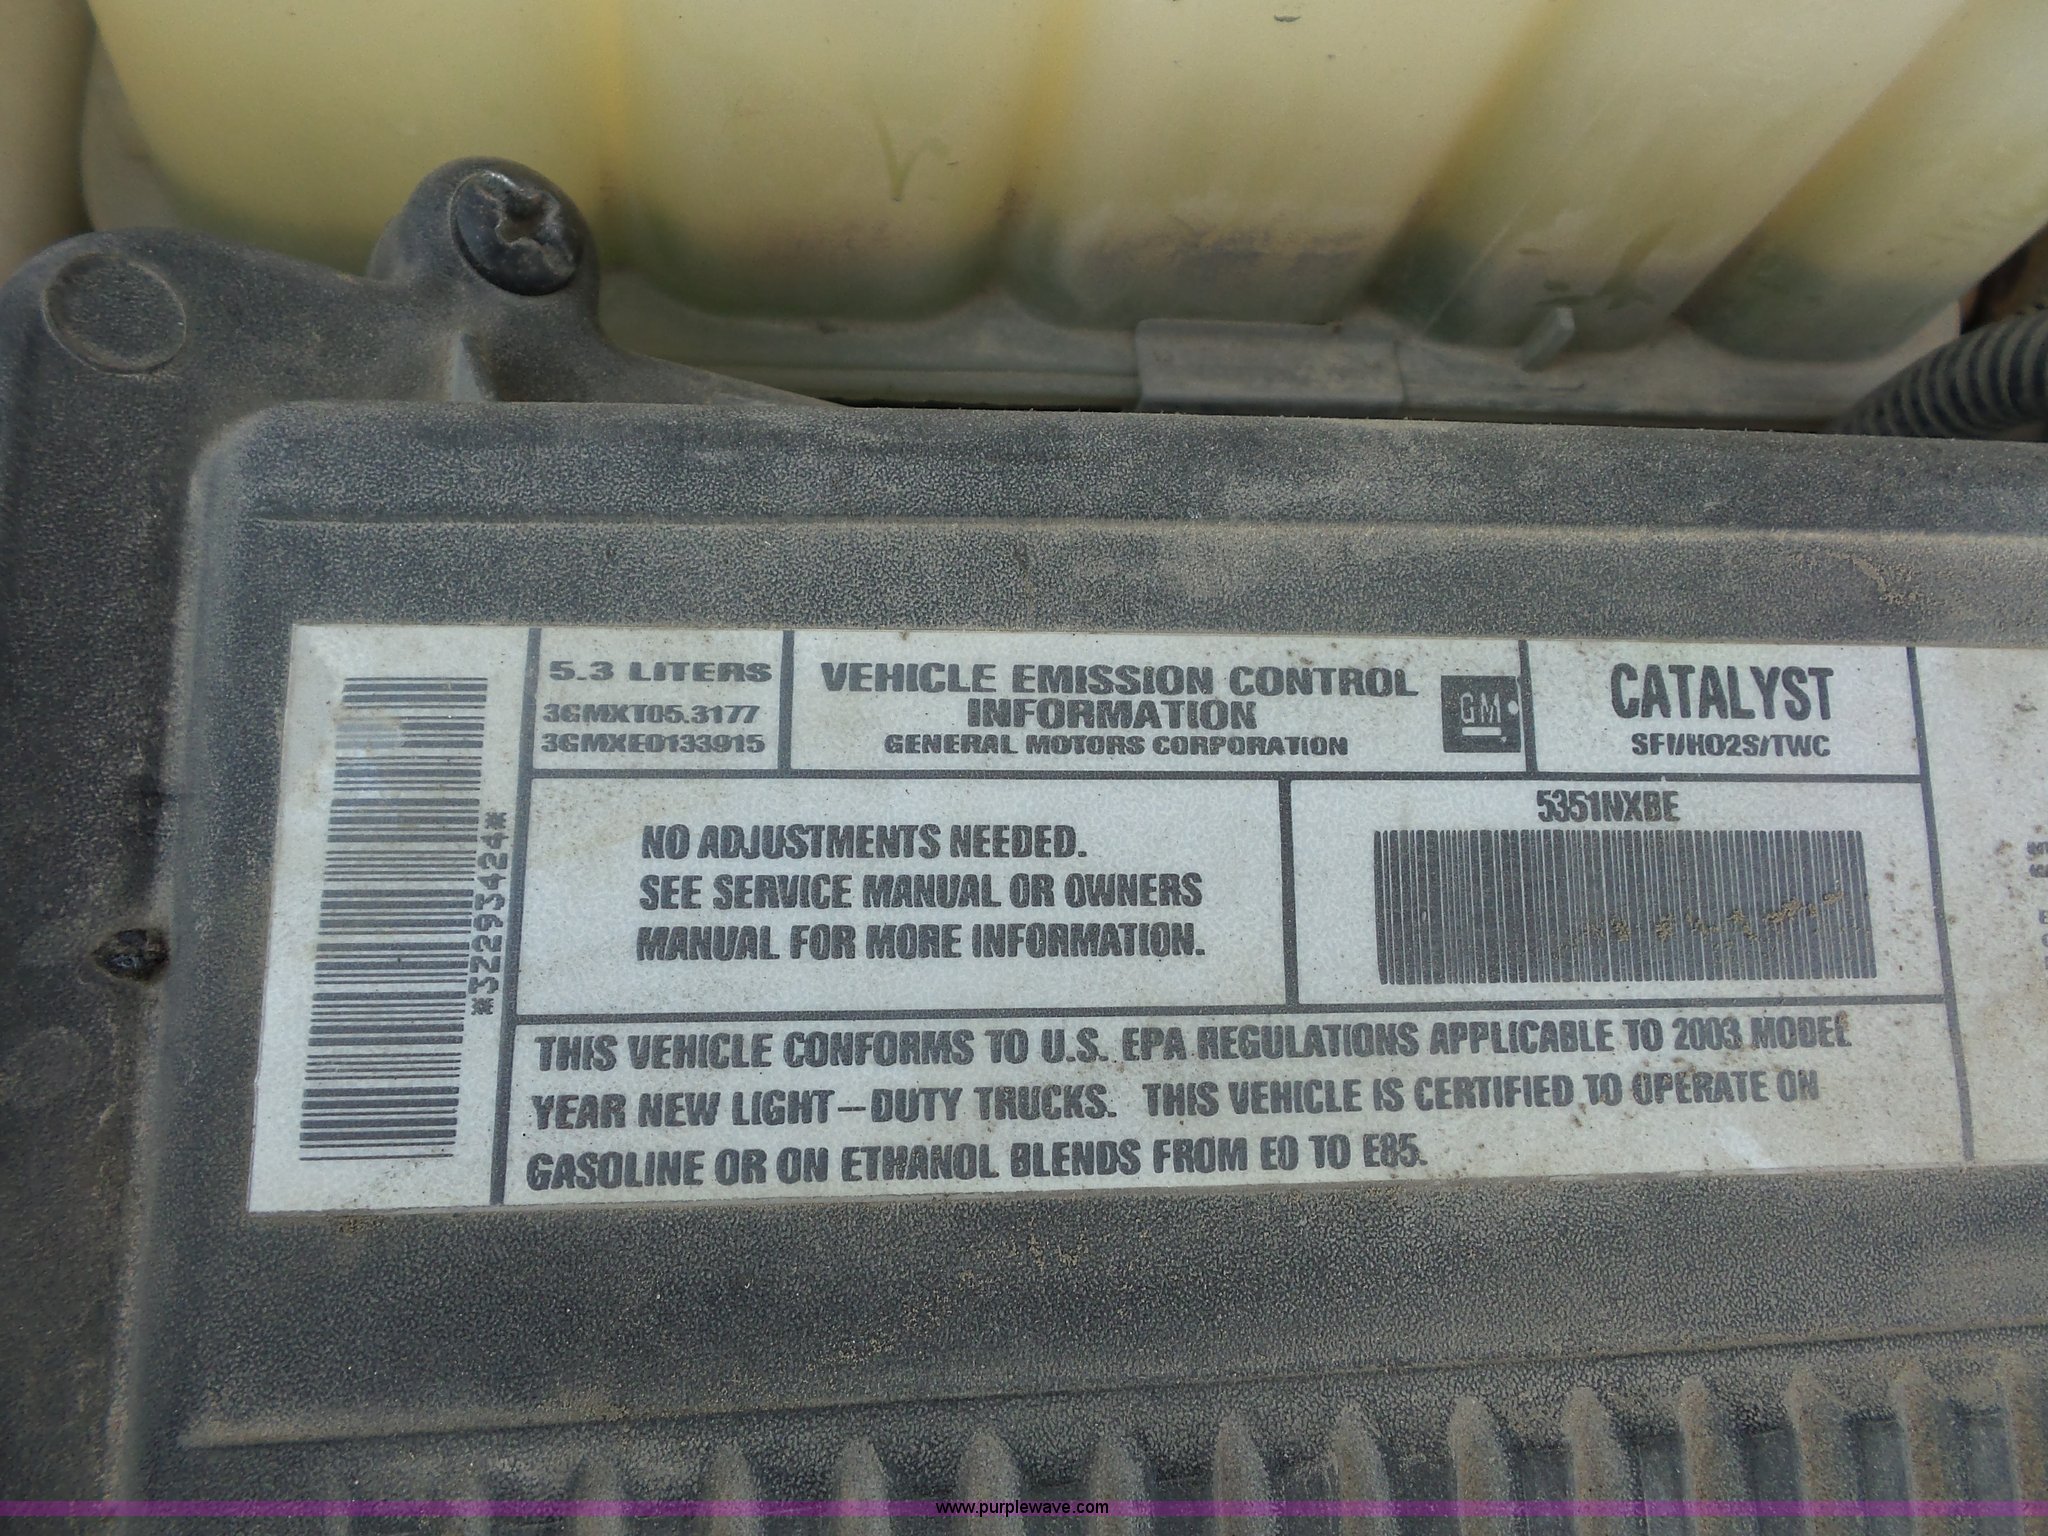 *322934424*
5.3 LITERS
3GMXT05.3177
3GMXE0133915
VEHICLE EMISSION CONTROL
INFORMATION
GENERAL MOTORS CORPORATION
GM
CATALYST
SFI/HO2S/TWC
NO ADJUSTMENTS NEEDED.
SEE SERVICE MANUAL OR OWNERS
MANUAL FOR MORE INFORMATION.
5351NXBE
THIS VEHICLE CONFORMS TO U.S. EPA REGULATIONS APPLICABLE TO 2003 MODEL
YEAR NEW LIGHT-DUTY TRUCKS. THIS VEHICLE IS CERTIFIED TO OPERATE ON
GASOLINE OR ON ETHANOL BLENDS FROM E0 TO E85.
www.purplewave.com